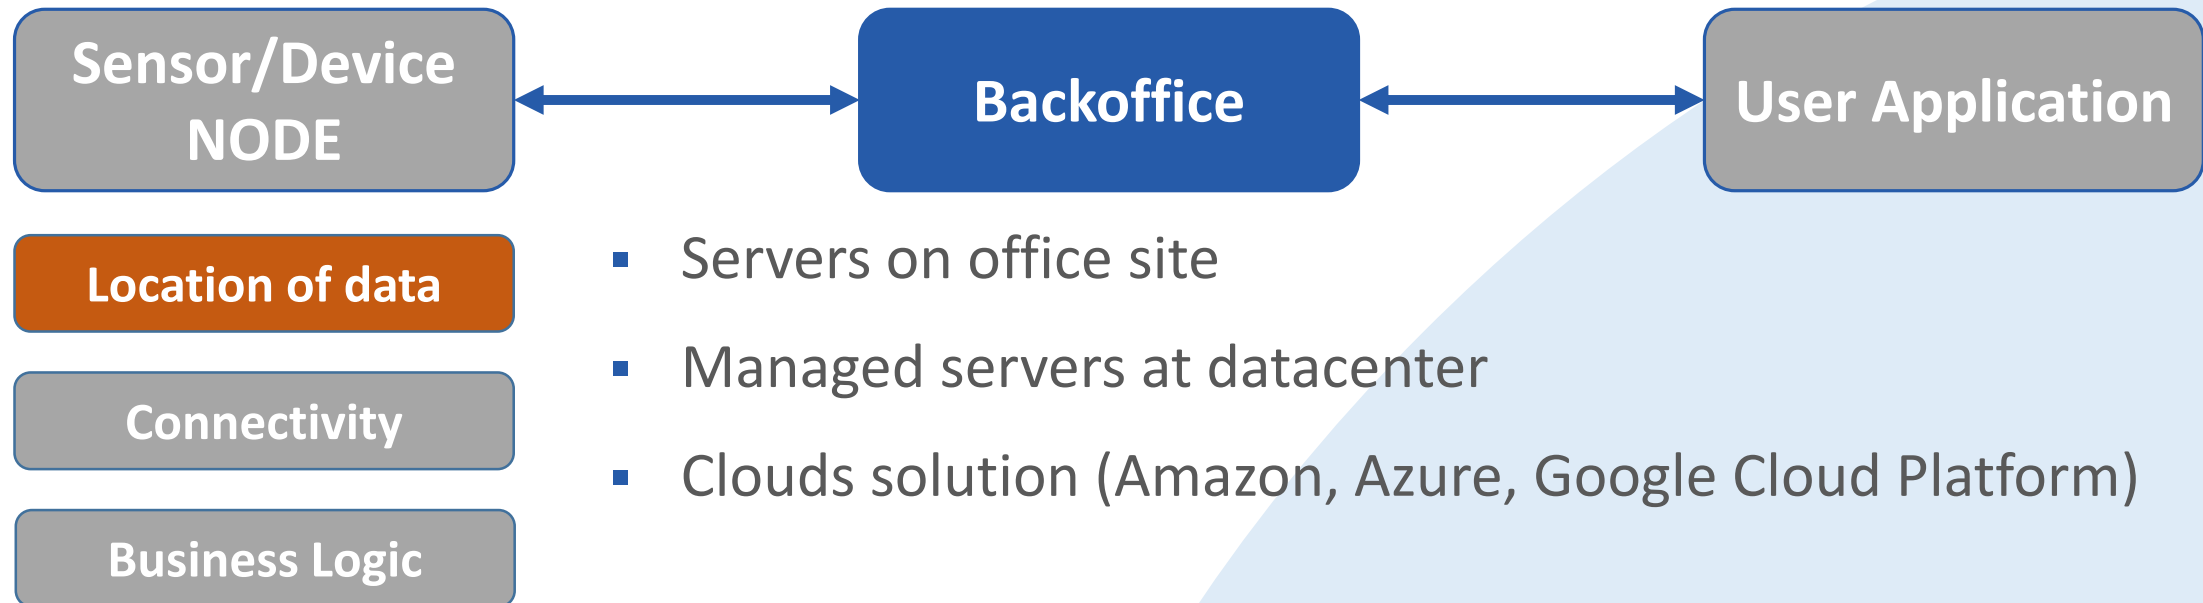 Sensor/Device
NODE
Backoffice
User Application
Location of data
Connectivity
Business Logic
▪ Servers on office site
▪ Managed servers at datacenter
▪ Clouds solution (Amazon, Azure, Google Cloud Platform)